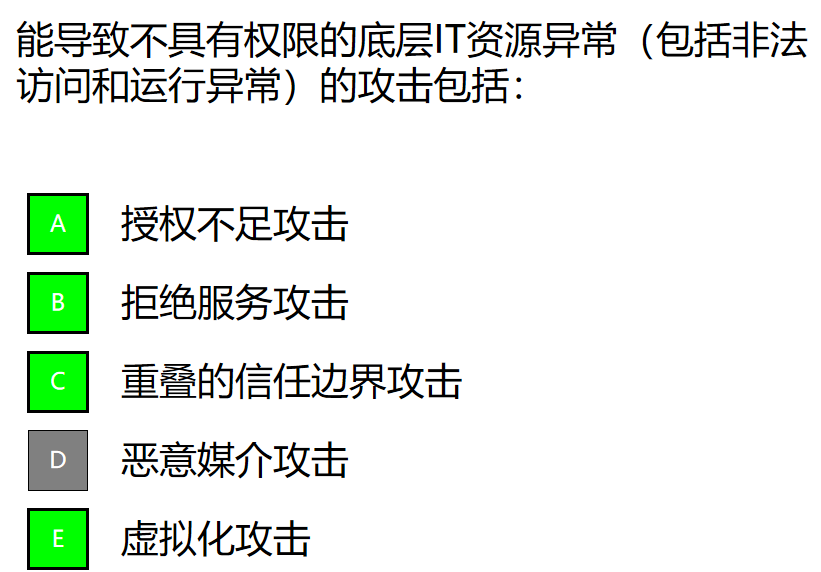 能导致不具有权限的底层IT资源异常（包括非法
访问和运行异常）的攻击包括：
A 授权不足攻击
B 拒绝服务攻击
C 重叠的信任边界攻击
D 恶意媒介攻击
E 虚拟化攻击